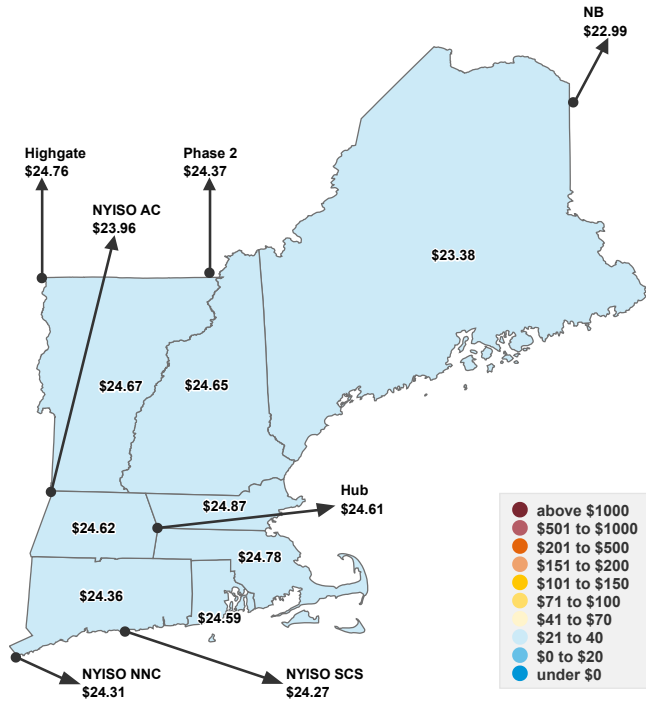 NB
$22.99
Highgate
$24.76
Phase 2
$24.37
NYISO AC
$23.96
$23.38
$24.67
$24.65
Hub
$24.61
$24.87
$24.62
$24.78
$24.36
$24.59
NYISO NNC
$24.31
NYISO SCS
$24.27
above $1000
$501 to $1000
$201 to $500
$151 to $200
$101 to $150
$71 to $100
$41 to $70
$21 to 40
$0 to $20
under $0